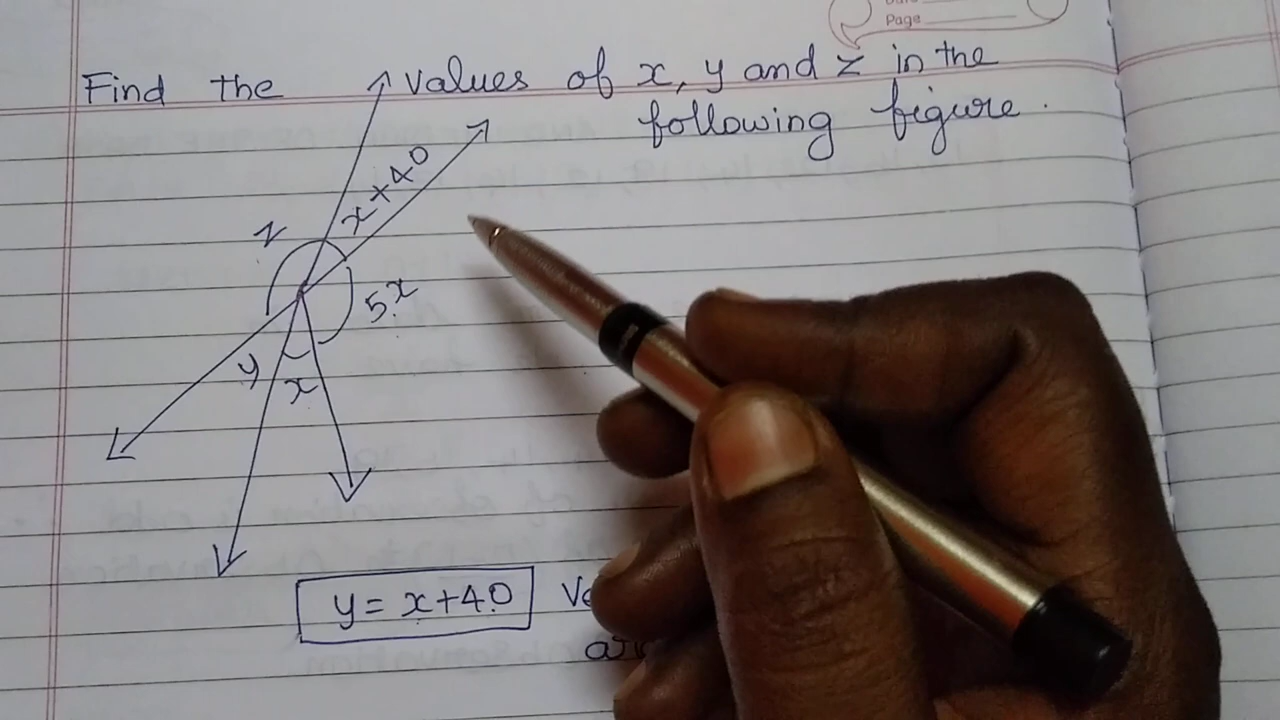 Page
Find the values of x, y and z in the
following figure.
x+40
z
5x
y
x
y = x+40